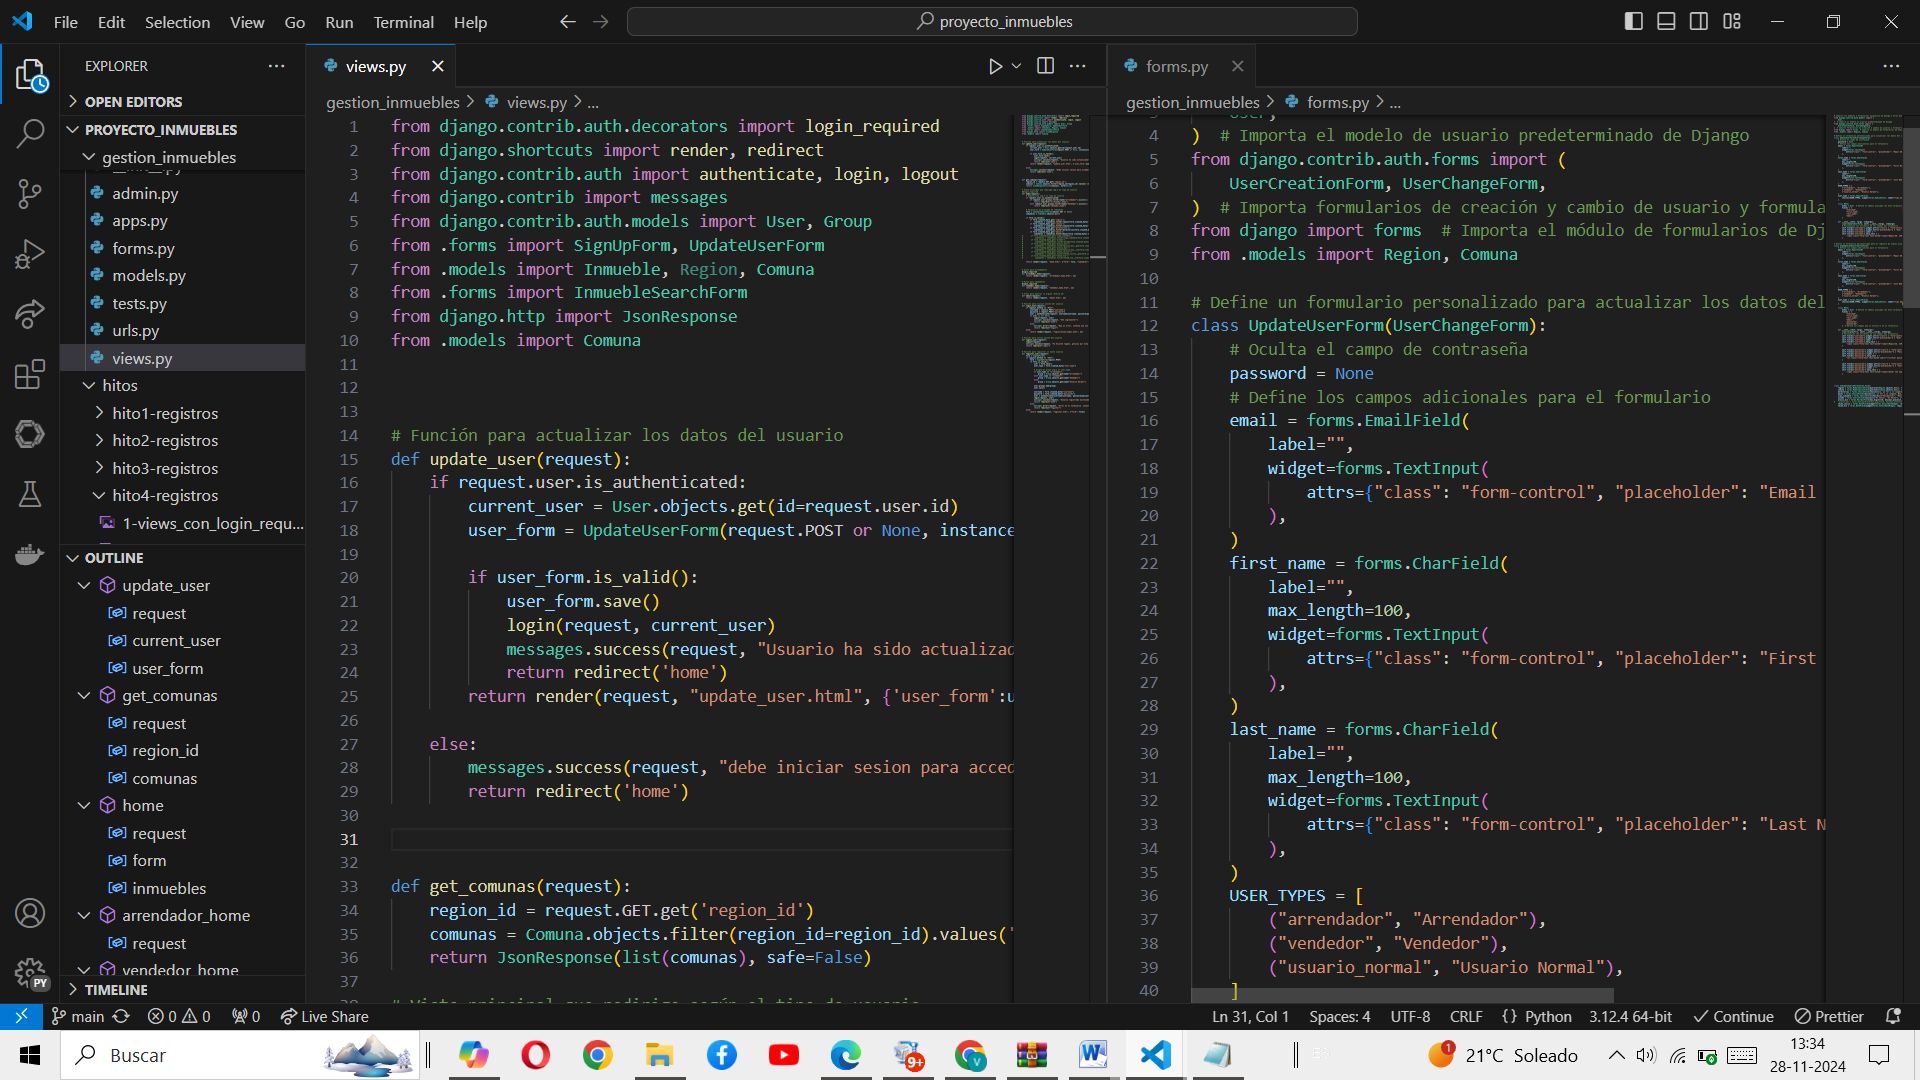 File Edit Selection View Go Run Terminal Help
proyecto_inmuebles
EXPLORER
OPEN EDITORS
PROYECTO_INMUEBLES
gestion_inmuebles
admin.py
apps.py
forms.py
models.py
tests.py
urls.py
views.py
hitos
hito1-registros
hito2-registros
hito3-registros
hito4-registros
1-views_con_login_requ...
OUTLINE
update_user
request
current_user
user_form
get_comunas
request
region_id
comunas
home
request
form
inmuebles
arrendador_home
request
vendedor_home
TIMELINE
views.py
gestion_inmuebles > views.py > ...
1 from django.contrib.auth.decorators import login_required
2 from django.shortcuts import render, redirect
3 from django.contrib.auth import authenticate, login, logout
4 from django.contrib import messages
5 from django.contrib.auth.models import User, Group
6 from .forms import SignUpForm, UpdateUserForm
7 from .models import Inmueble, Region, Comuna
8 from .forms import InmuebleSearchForm
9 from django.http import JsonResponse
10 from .models import Comuna
11
12
13
14 # Función para actualizar los datos del usuario
15 def update_user(request):
16 if request.user.is_authenticated:
17 current_user = User.objects.get(id=request.user.id)
18 user_form = UpdateUserForm(request.POST or None, instance
19
20 if user_form.is_valid():
21 user_form.save()
22 login(request, current_user)
23 messages.success(request, "Usuario ha sido actualizad
24 return redirect('home')
25 return render(request, "update_user.html", {'user_form':u
26
27 else:
28 messages.success(request, "debe iniciar sesion para acced
29 return redirect('home')
30
31
32
33 def get_comunas(request):
34 region_id = request.GET.get('region_id')
35 comunas = Comuna.objects.filter(region_id=region_id).values('
36 return JsonResponse(list(comunas), safe=False)
37
38 # Vista principal que redirige según el tipo de usuario
forms.py
gestion_inmuebles > forms.py > ...
3 User,
4 ) # Importa el modelo de usuario predeterminado de Django
5 from django.contrib.auth.forms import (
6 UserCreationForm, UserChangeForm,
7 ) # Importa formularios de creación y cambio de usuario y formula
8 from django import forms # Importa el módulo de formularios de Dj
9 from .models import Region, Comuna
10
11 # Define un formulario personalizado para actualizar los datos del
12 class UpdateUserForm(UserChangeForm):
13 # Oculta el campo de contraseña
14 password = None
15 # Define los campos adicionales para el formulario
16 email = forms.EmailField(
17 label="",
18 widget=forms.TextInput(
19 attrs={"class": "form-control", "placeholder": "Email
20 ),
21 )
22 first_name = forms.CharField(
23 label="",
24 max_length=100,
25 widget=forms.TextInput(
26 attrs={"class": "form-control", "placeholder": "First
27 ),
28 )
29 last_name = forms.CharField(
30 label="",
31 max_length=100,
32 widget=forms.TextInput(
33 attrs={"class": "form-control", "placeholder": "Last N
34 ),
35 )
36 USER_TYPES = [
37 ("arrendador", "Arrendador"),
38 ("vendedor", "Vendedor"),
39 ("usuario_normal", "Usuario Normal"),
40 ]
PY
main 0 0 0 Live Share
Ln 31, Col 1 Spaces: 4 UTF-8 CRLF {} Python 3.12.4 64-bit Continue Prettier
Buscar
9+
V
1
21°C Soleado
13:34
28-11-2024